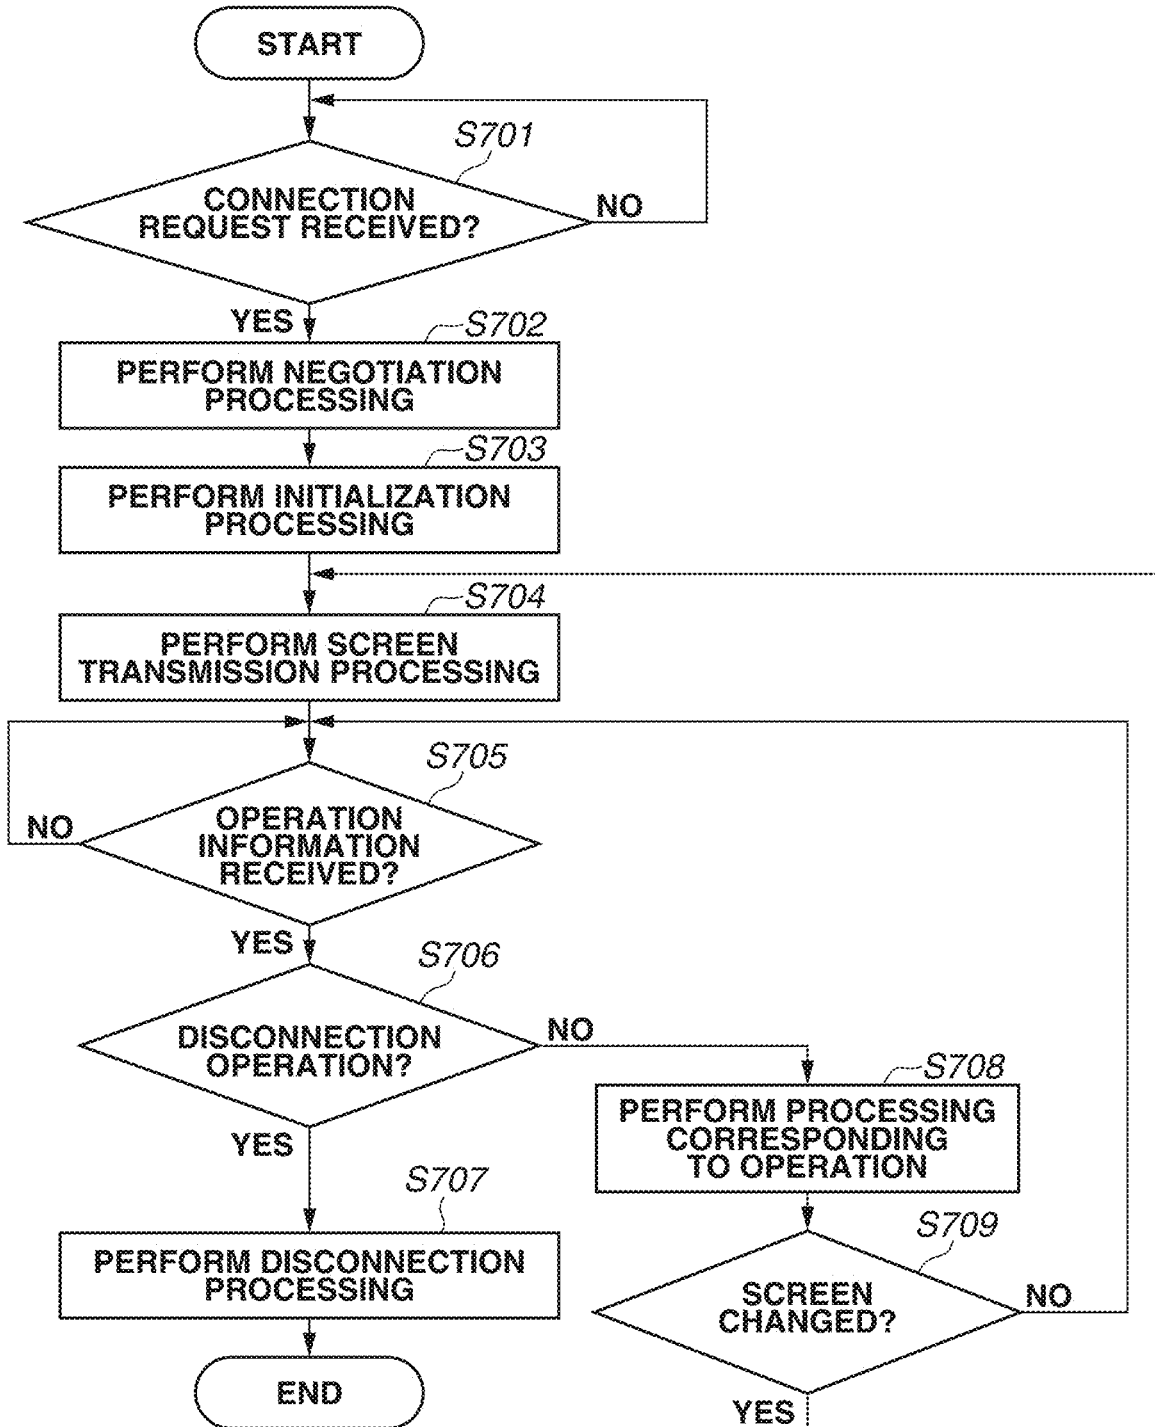 START
S701
CONNECTION
REQUEST RECEIVED?
NO
YES
S702
PERFORM NEGOTIATION
PROCESSING
S703
PERFORM INITIALIZATION
PROCESSING
S704
PERFORM SCREEN
TRANSMISSION PROCESSING
S705
OPERATION
INFORMATION
RECEIVED?
NO
YES
S706
DISCONNECTION
OPERATION?
NO
YES
S708
PERFORM PROCESSING
CORRESPONDING
TO OPERATION
S707
PERFORM DISCONNECTION
PROCESSING
S709
SCREEN
CHANGED?
NO
END
YES